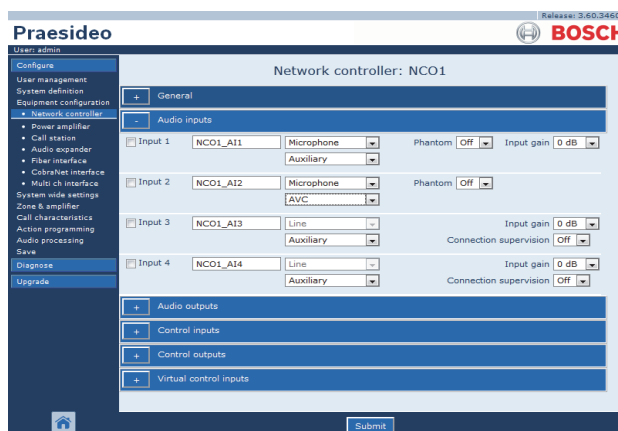 Release: 3.60.3460
Praesideo
BOSCH
User: admin
Configure
User management
System definition
Equipment configuration
• Network controller
• Power amplifier
• Call station
• Audio expander
• Fiber interface
• CobraNet interface
• Multi ch interface
System wide settings
Zone & amplifier
Call characteristics
Action programming
Audio processing
Save
Diagnose
Upgrade
Network controller: NCO1
+ General
- Audio inputs
Input 1 NCO1_AI1 Microphone Phantom Off Input gain 0 dB
Auxiliary
Input 2 NCO1_AI2 Microphone Phantom Off
AVC
Input 3 NCO1_AI3 Line Input gain 0 dB
Auxiliary Connection supervision Off
Input 4 NCO1_AI4 Line Input gain 0 dB
Auxiliary Connection supervision Off
+ Audio outputs
+ Control inputs
+ Control outputs
+ Virtual control inputs
Submit